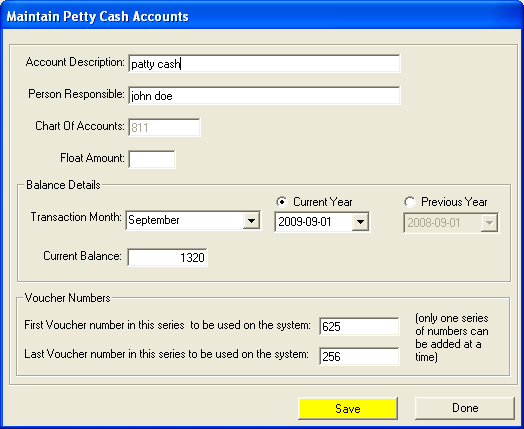 Maintain Petty Cash Accounts
Account Description: patty cash
Person Responsible: john doe
Chart Of Accounts: 811
Float Amount:
Balance Details
Current Year Previous Year
Transaction Month: September 2009-09-01 2008-09-01
Current Balance: 1320
Voucher Numbers
First Voucher number in this series to be used on the system: 625 (only one series
of numbers can
be added at a
Last Voucher number in this series to be used on the system: 256 time)
Save Done